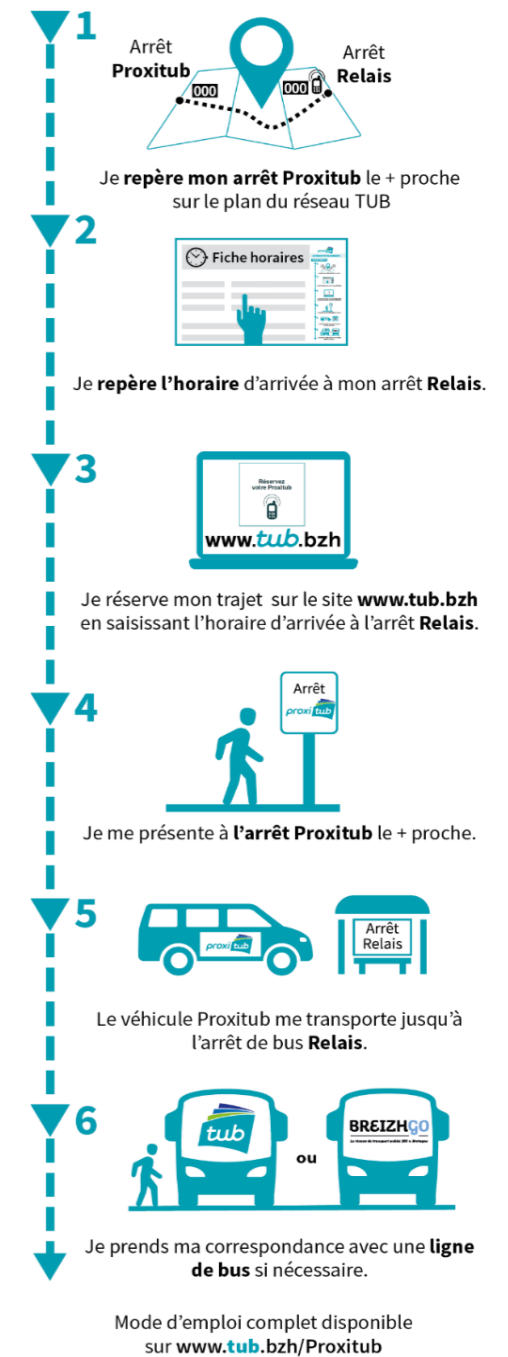 1
Arrêt
Proxitub
Arrêt
Relais
000
000
Je repère mon arrêt Proxitub le + proche
sur le plan du réseau TUB
2
Fiche horaires
Je repère l’horaire d’arrivée à mon arrêt Relais.
3
Réservez
votre Proxitub
www.tub.bzh
Je réserve mon trajet sur le site www.tub.bzh
en saisissant l’horaire d’arrivée à l’arrêt Relais.
4
Arrêt
proxitub
Je me présente à l’arrêt Proxitub le + proche.
5
proxitub
Arrêt
Relais
Le véhicule Proxitub me transporte jusqu’à
l’arrêt de bus Relais.
6
tub
ou
BREIZHGO
Je prends ma correspondance avec une ligne
de bus si nécessaire.
Mode d’emploi complet disponible
sur www.tub.bzh/Proxitub